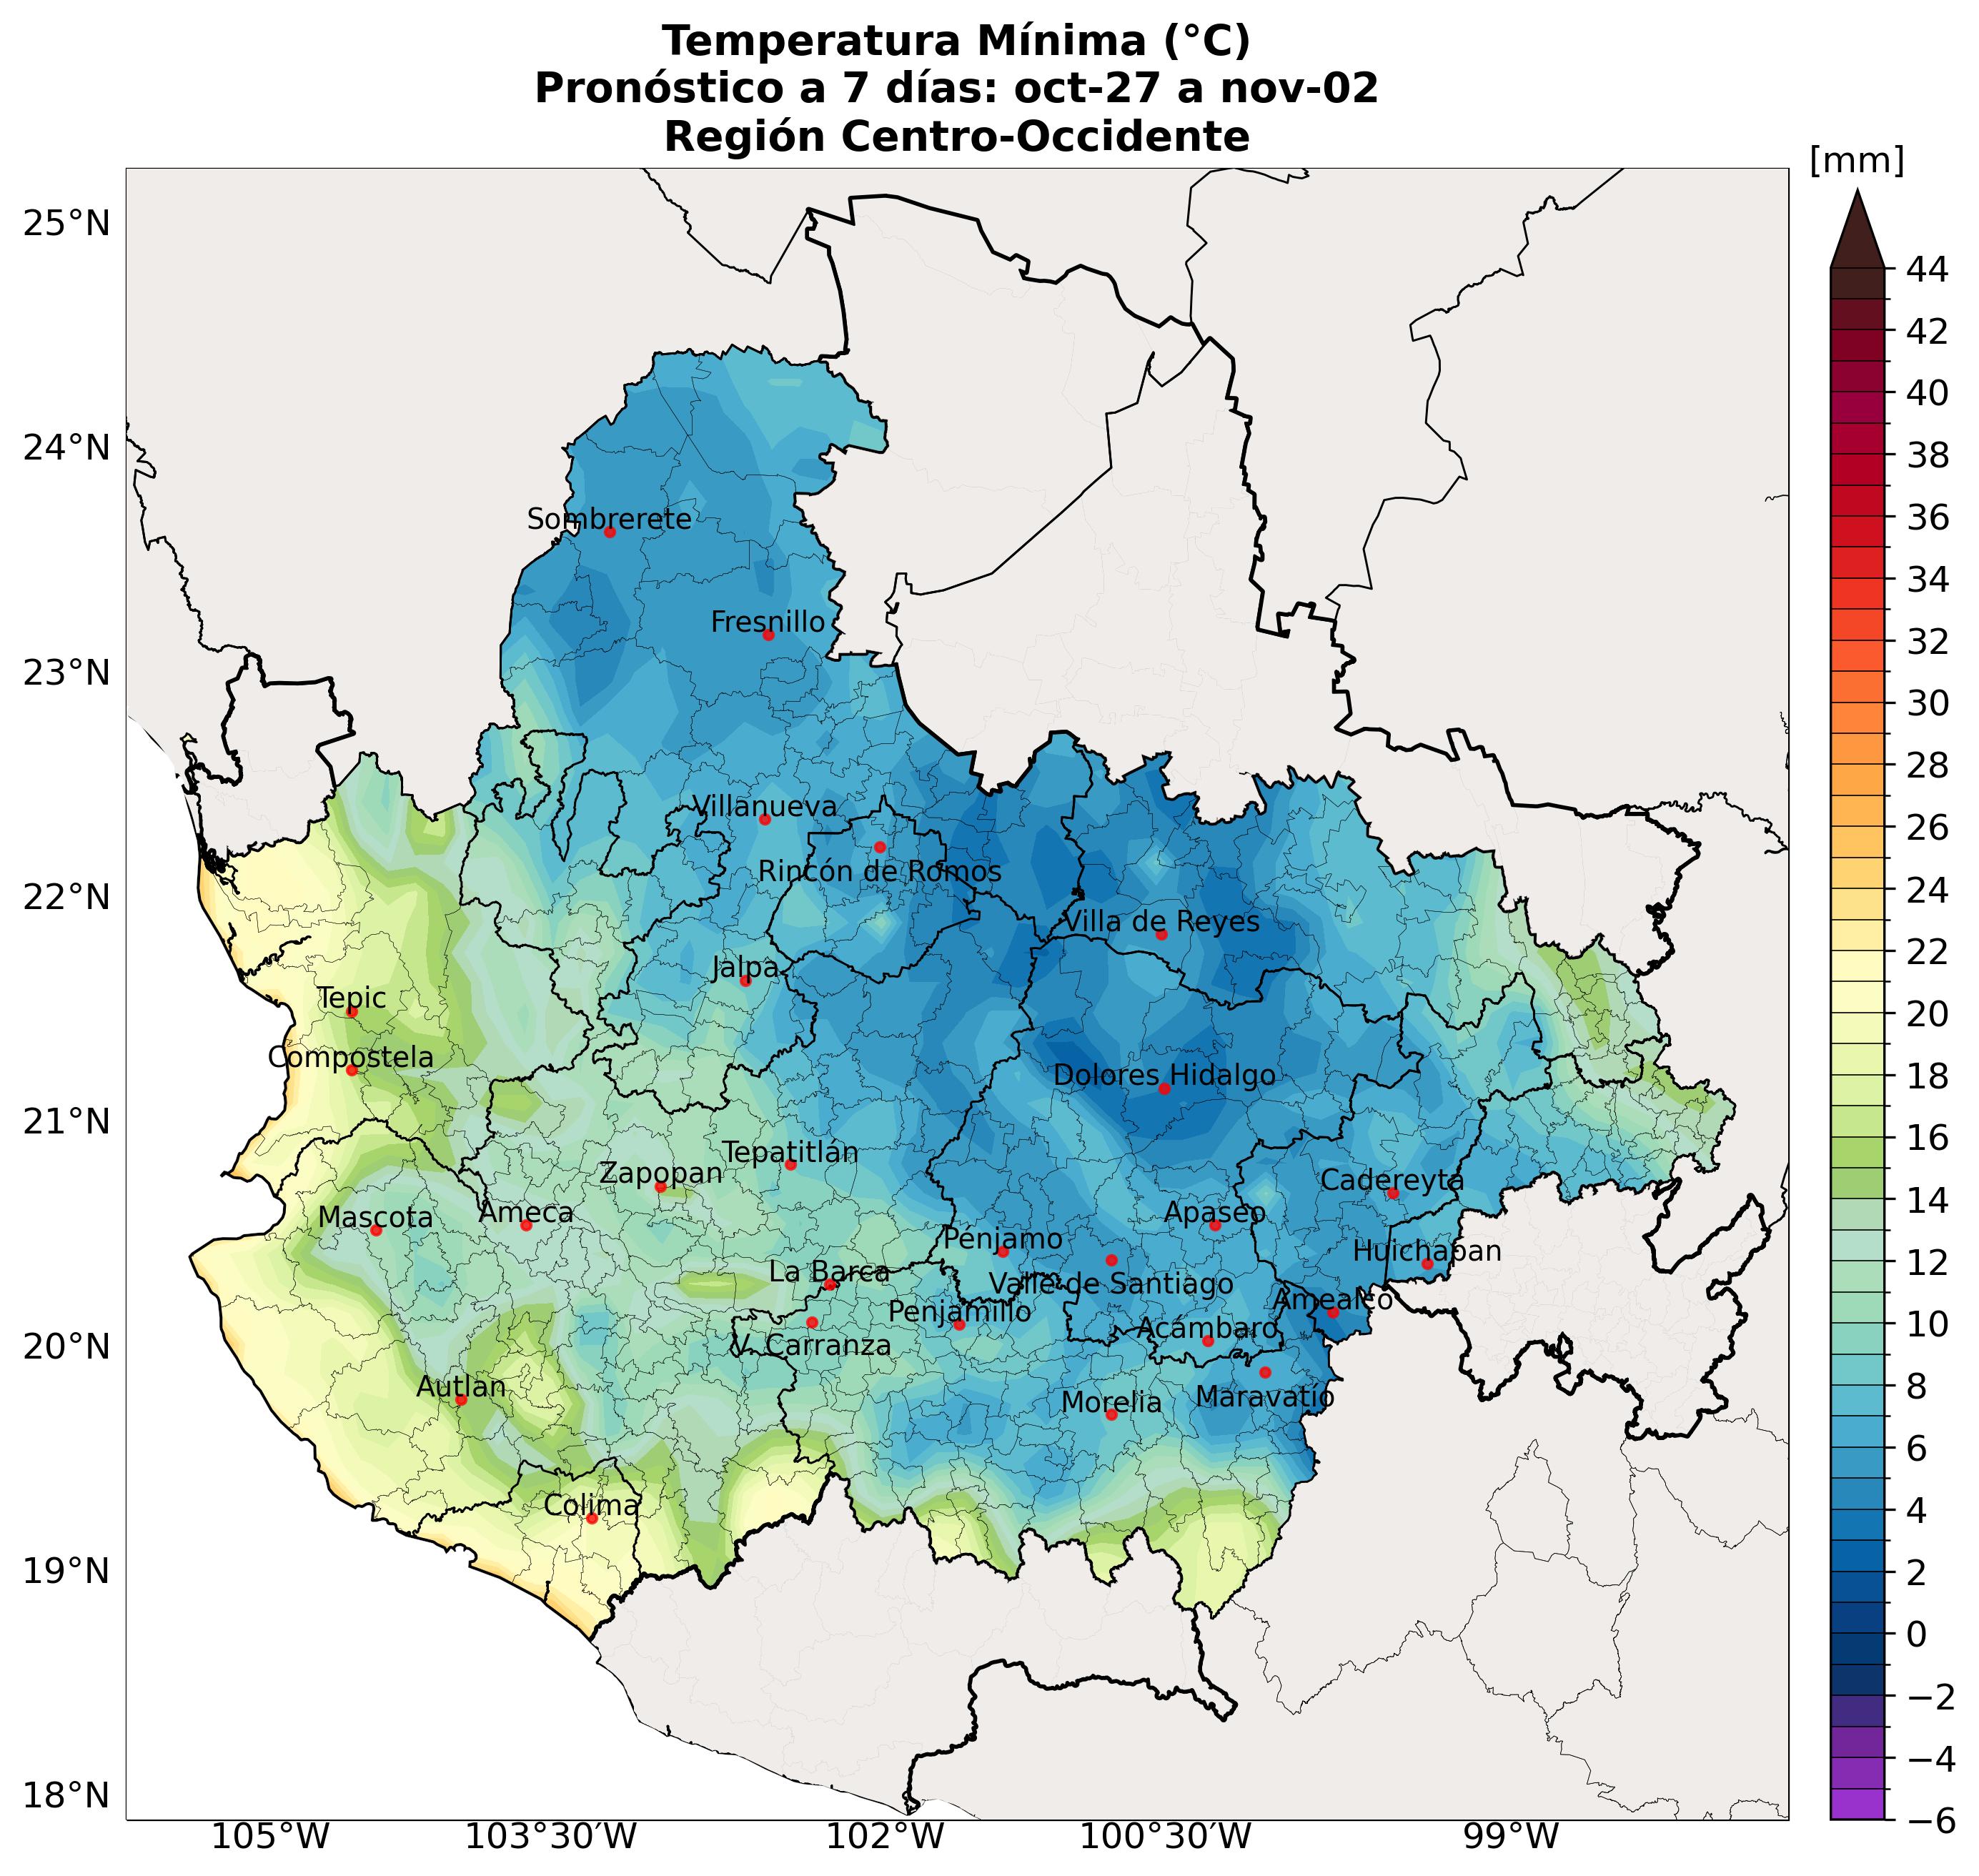 Temperatura Mínima (°C)
Pronóstico a 7 días: oct-27 a nov-02
Región Centro-Occidente
[mm]
25°N
24°N
23°N
22°N
21°N
20°N
19°N
18°N
Sombrerete
Fresnillo
Villanueva
Rincón de Romos
Villa de Reyes
Jalpa
Tepic
Compostela
Dolores Hidalgo
Tepatitlán
Zapopan
Cadereyta
Mascota
Ameca
Apaseo
Pénjamo
Huichapan
La Barca
Valle de Santiago
Amealco
Penjamillo
Acámbaro
V. Carranza
Autlan
Morelia
Maravatío
Colima
44
42
40
38
36
34
32
30
28
26
24
22
20
18
16
14
12
10
8
6
4
2
0
−2
−4
−6
105°W
103°30′W
102°W
100°30′W
99°W